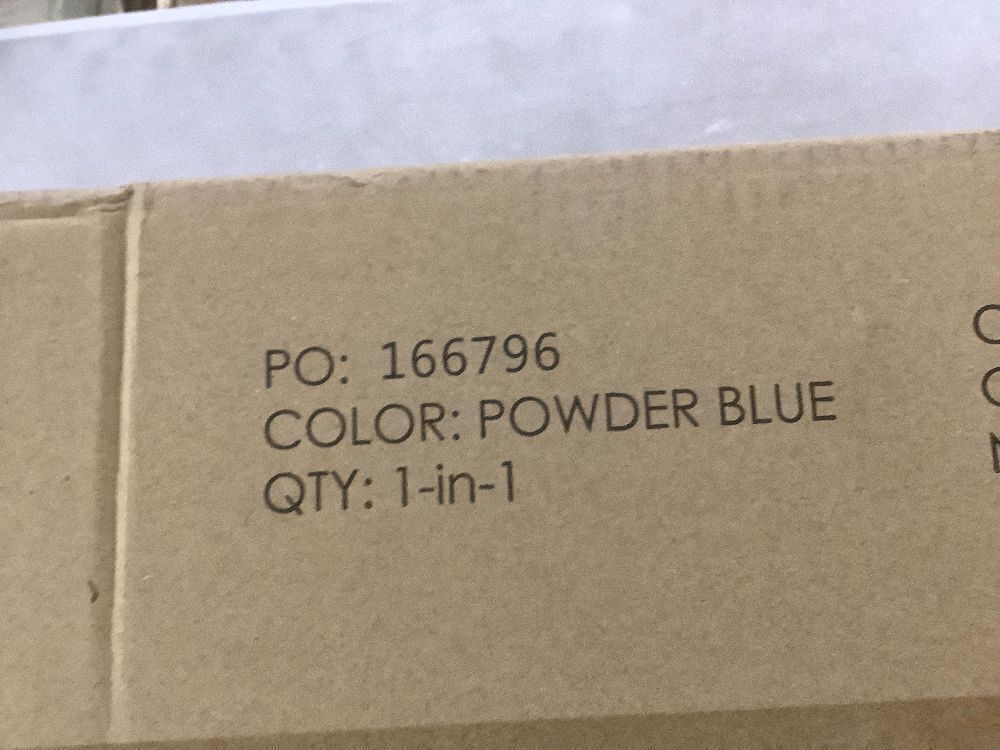 PO: 166796
COLOR: POWDER BLUE
QTY: 1-in-1